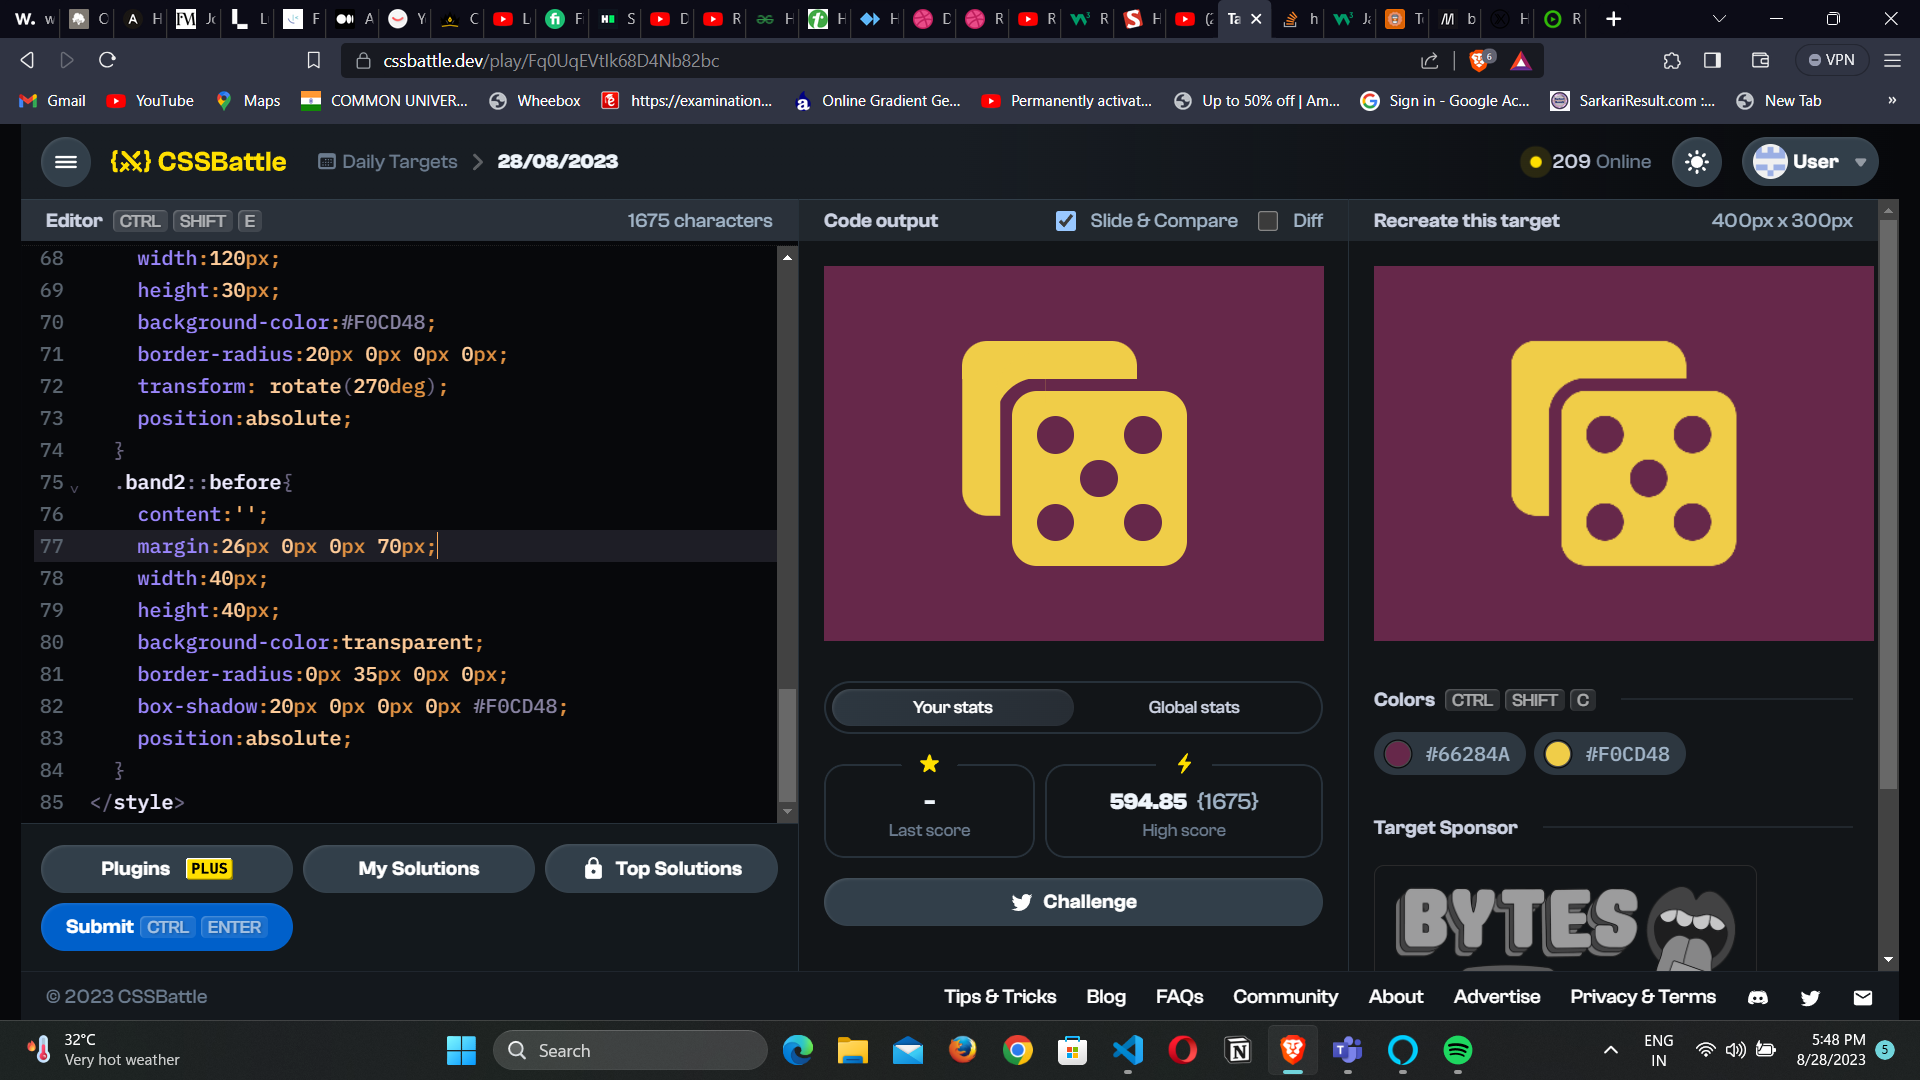 cssbattle.dev/play/Fq0UqEVtIk68D4Nb82bc
6
VPN
Gmail
YouTube
Maps
COMMON UNIVER...
Wheebox
https://examination...
Online Gradient Ge...
Permanently activat...
Up to 50% off | Am...
Sign in - Google Ac...
SarkariResult.com :...
New Tab
»
CSSBattle
Daily Targets
28/08/2023
209 Online
User
Editor CTRL SHIFT E
1675 characters
68 width:120px;
69 height:30px;
70 background-color:#F0CD48;
71 border-radius:20px 0px 0px 0px;
72 transform: rotate(270deg);
73 position:absolute;
74 }
75 .band2::before{
76 content:'';
77 margin:26px 0px 0px 70px;
78 width:40px;
79 height:40px;
80 background-color:transparent;
81 border-radius:0px 35px 0px 0px;
82 box-shadow:20px 0px 0px 0px #F0CD48;
83 position:absolute;
84 }
85 </style>
Plugins PLUS
My Solutions
Top Solutions
Submit CTRL ENTER
Code output
Slide & Compare
Diff
Your stats
Global stats
-
Last score
594.85 {1675}
High score
Challenge
Recreate this target
400px x 300px
Colors CTRL SHIFT C
#66284A
#F0CD48
Target Sponsor
BYTES
© 2023 CSSBattle
Tips & Tricks
Blog
FAQs
Community
About
Advertise
Privacy & Terms
32°C
Very hot weather
Search
ENG
IN
5:48 PM
8/28/2023
5